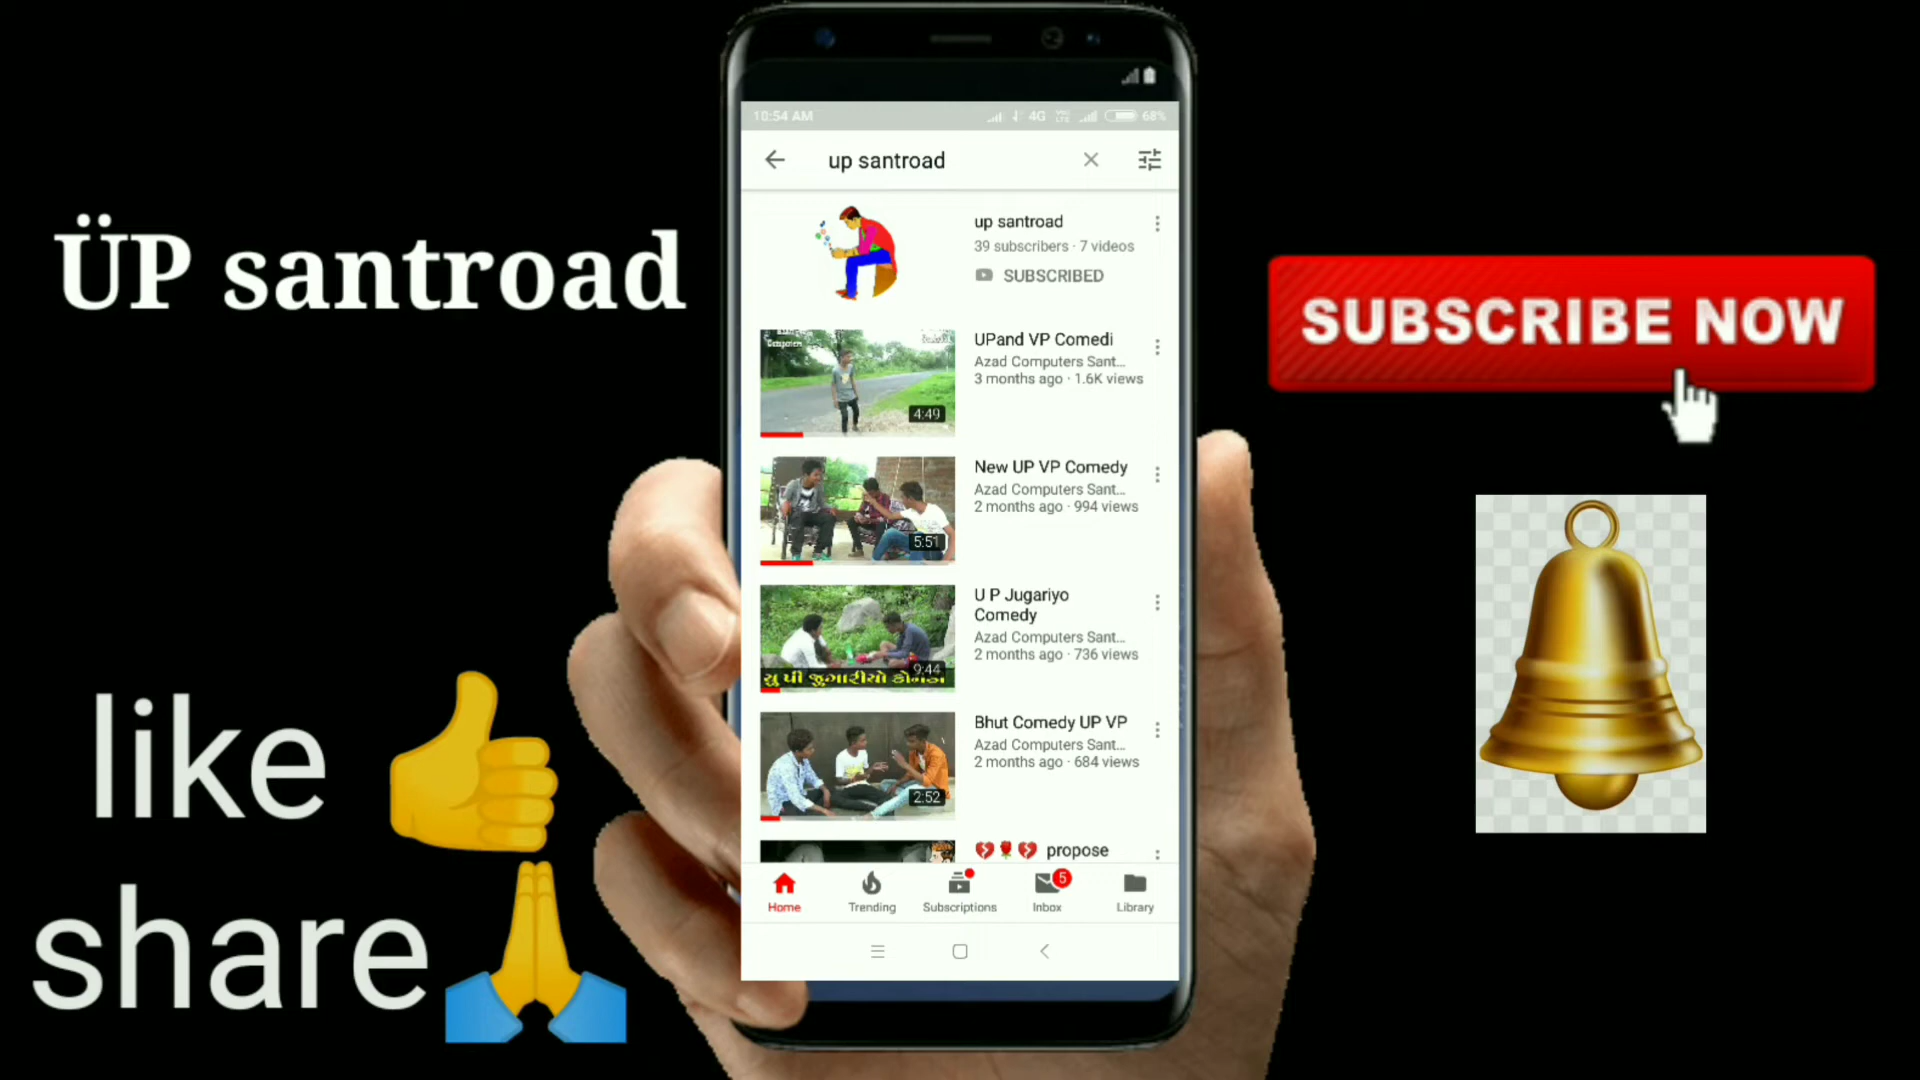 ÜP santroad
like 👍
share🙏
10:54 AM
4G
68%
up santroad
up santroad
39 subscribers · 7 videos
SUBSCRIBED
UPand VP Comedi
Azad Computers Sant...
3 months ago · 1.6K views
Computers
4:49
New UP VP Comedy
Azad Computers Sant...
2 months ago · 994 views
5:51
U P Jugariyo
Comedy
Azad Computers Sant...
2 months ago · 736 views
9:44
યુ પી જુગારીયો કોમેડી
Bhut Comedy UP VP
Azad Computers Sant...
2 months ago · 684 views
2:52
💔🌹💔 propose
Home
Trending
Subscriptions
5
Inbox
Library
SUBSCRIBE NOW